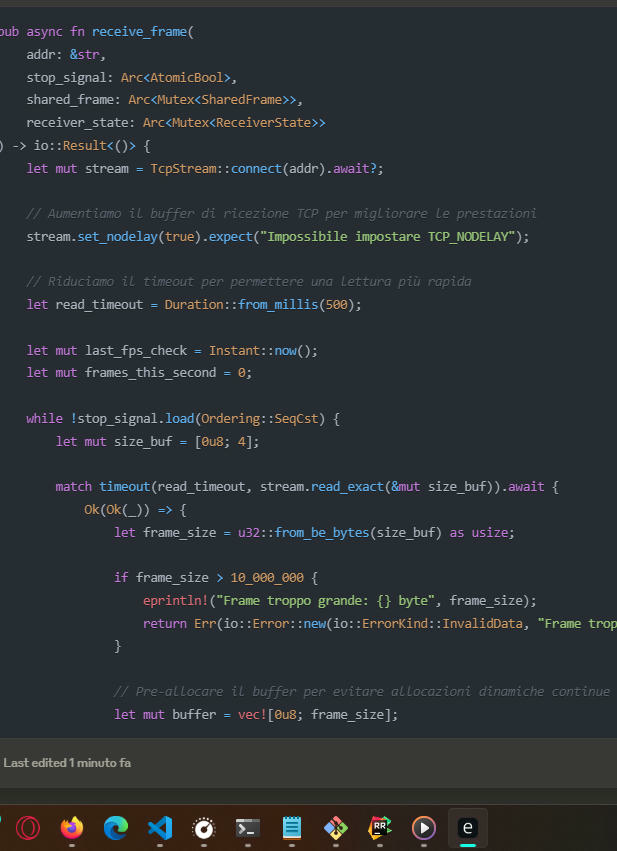 pub async fn receive_frame(
addr: &str,
stop_signal: Arc<AtomicBool>,
shared_frame: Arc<Mutex<SharedFrame>>,
receiver_state: Arc<Mutex<ReceiverState>>
) -> io::Result<()> {
let mut stream = TcpStream::connect(addr).await?;
// Aumentiamo il buffer di ricezione TCP per migliorare le prestazioni
stream.set_nodelay(true).expect("Impossibile impostare TCP_NODELAY");
// Riduciamo il timeout per permettere una lettura più rapida
let read_timeout = Duration::from_millis(500);
let mut last_fps_check = Instant::now();
let mut frames_this_second = 0;
while !stop_signal.load(Ordering::SeqCst) {
let mut size_buf = [0u8; 4];
match timeout(read_timeout, stream.read_exact(&mut size_buf)).await {
Ok(Ok(_)) => {
let frame_size = u32::from_be_bytes(size_buf) as usize;
if frame_size > 10_000_000 {
eprintln!("Frame troppo grande: {} byte", frame_size);
return Err(io::Error::new(io::ErrorKind::InvalidData, "Frame trop
}
// Pre-allocare il buffer per evitare allocazioni dinamiche continue
let mut buffer = vec![0u8; frame_size];
Last edited 1 minuto fa
RR
e